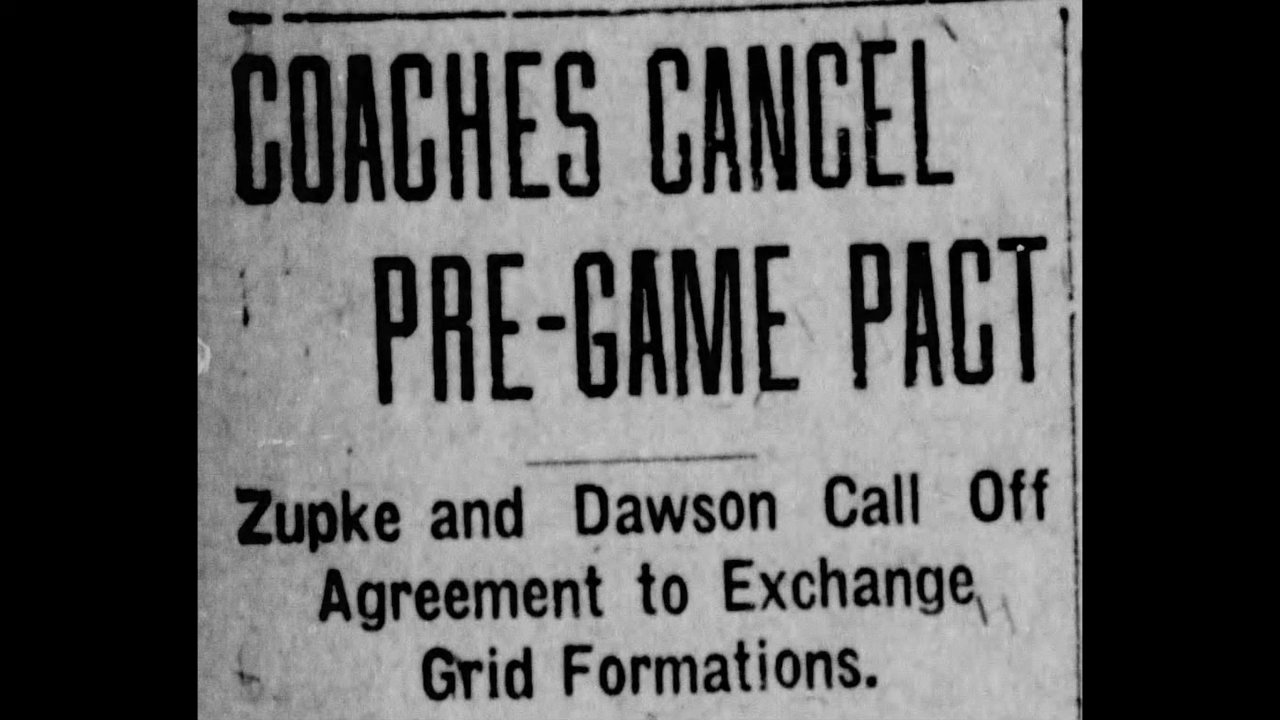 COACHES CANCEL
PRE-GAME PACT
Zupke and Dawson Call Off
Agreement to Exchange
Grid Formations.